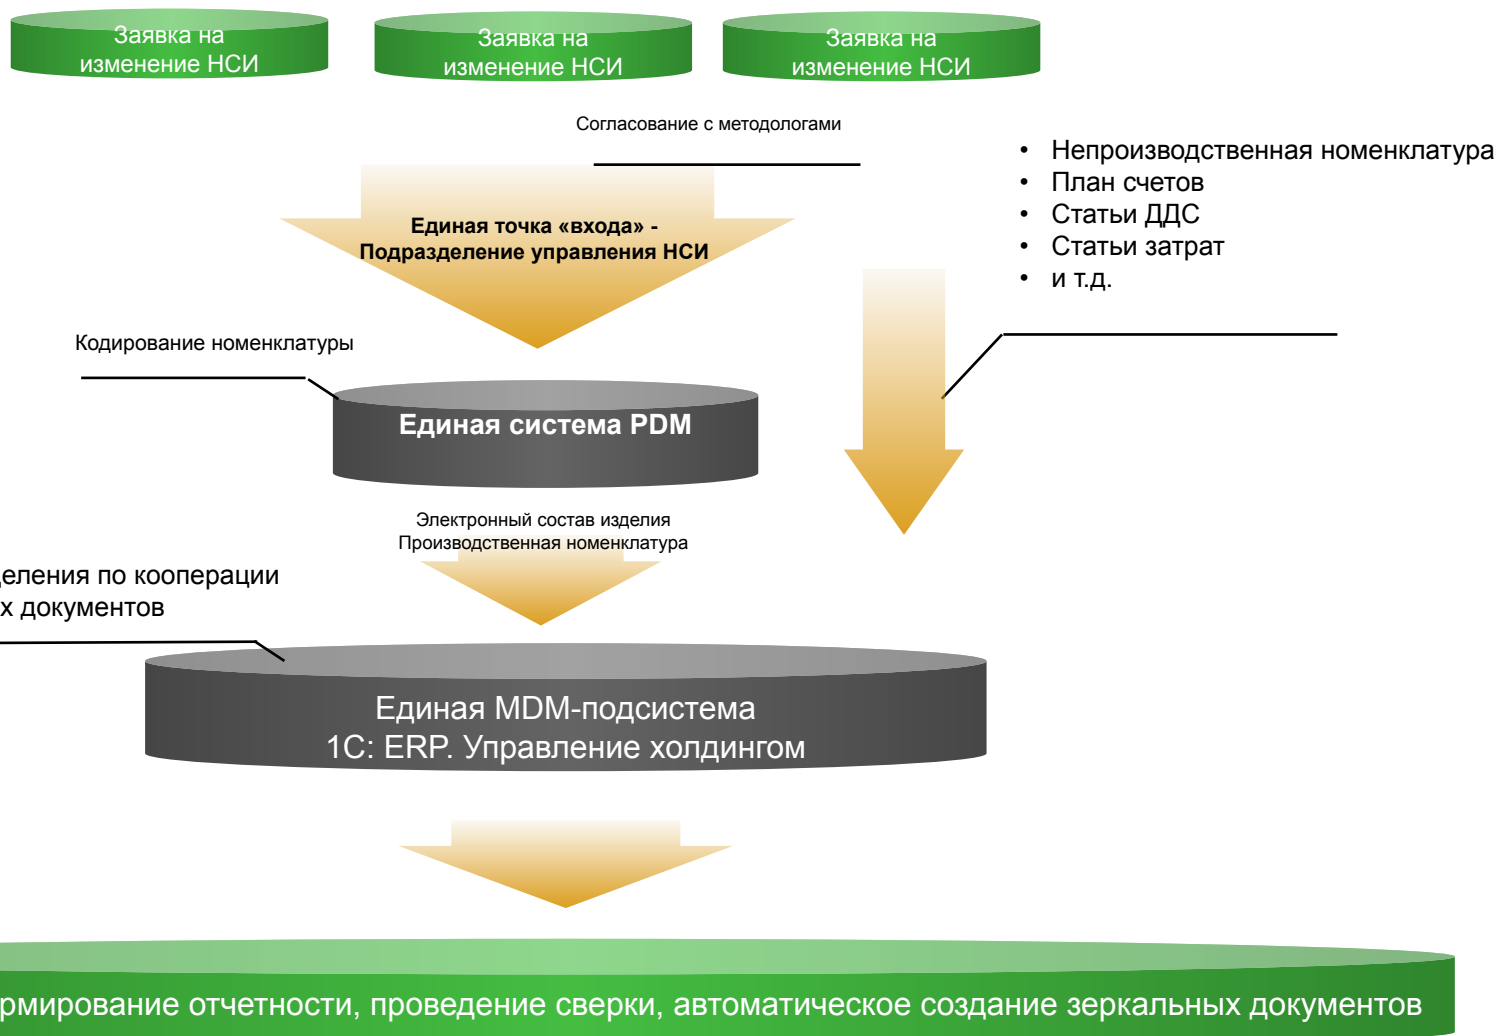 Заявка на
изменение НСИ
Заявка на
изменение НСИ
Заявка на
изменение НСИ
Согласование с методологами
• Непроизводственная номенклатура
• План счетов
• Статьи ДДС
• Статьи затрат
• и т.д.
Единая точка «входа» -
Подразделение управления НСИ
Кодирование номенклатуры
Единая система PDM
Электронный состав изделия
Производственная номенклатура
по кооперации
документов
Единая MDM-подсистема
1С: ERP. Управление холдингом
отчетности, проведение сверки, автоматическое создание зеркальных документов